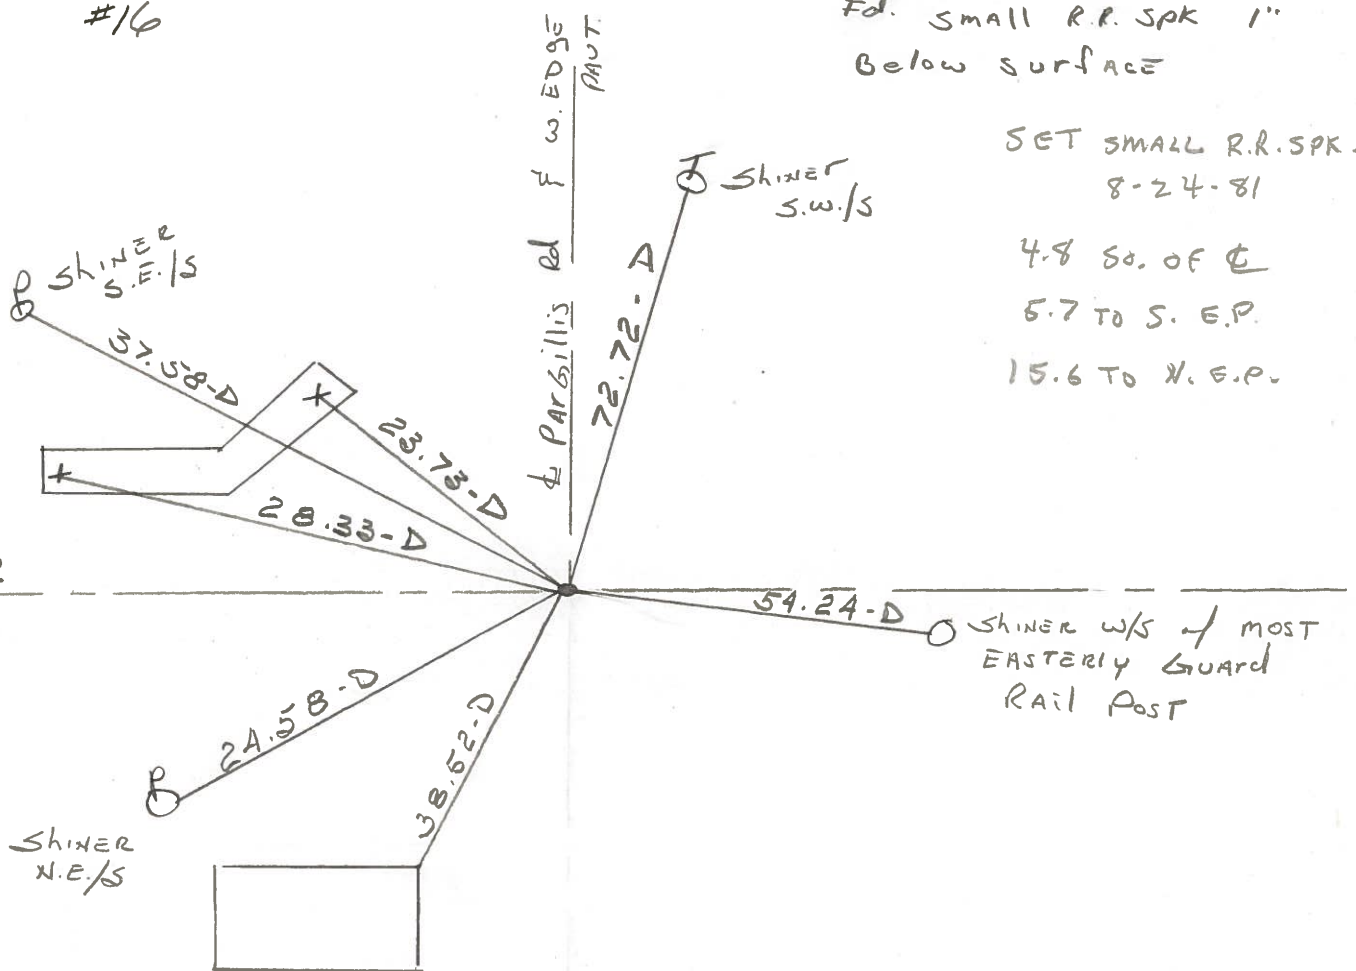 #16
Fd. SMALL R.R. SPK 1"
Below surfACE
SET SMALL R.R. SPK.
8-24-81
4.8 SO. OF ℄
5.7 TO S. E.P.
15.6 TO N. E.P.
W. EDGE
PAVT.
℄ PARGILLIS Rd
T
ShINEr
S.W./S
P
ShINER
S.E./S
37.58-D
23.73-D
28.33-D
72.72-D
54.24-D
ShINER W/S of MOST
EASTERly GUARd
RAil POST
24.58-D
38.52-D
P
ShINER
N.E./S